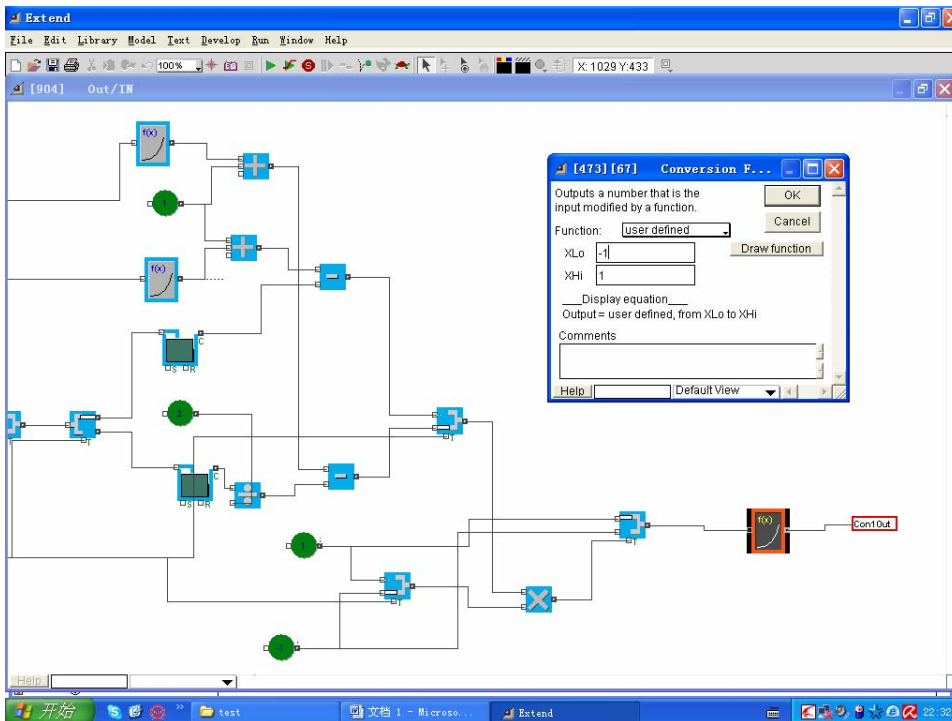 Extend
File Edit Library Model Text Develop Run Window Help
100%
X: 1029 Y:433
[904] Out/IN
f(x)
1
f(x)
C
S R
2
T
T
C
S R
T
1
T
T
-1
f(x)
Con1Out
[473][67] Conversion F...
Outputs a number that is the
input modified by a function.
OK
Cancel
Function: user defined
Draw function
XLo -1
XHi 1
___Display equation___
Output = user defined, from XLo to XHi
Comments
Help Default View
Help
开始 test 文档 1 - Microso... Extend 22:32